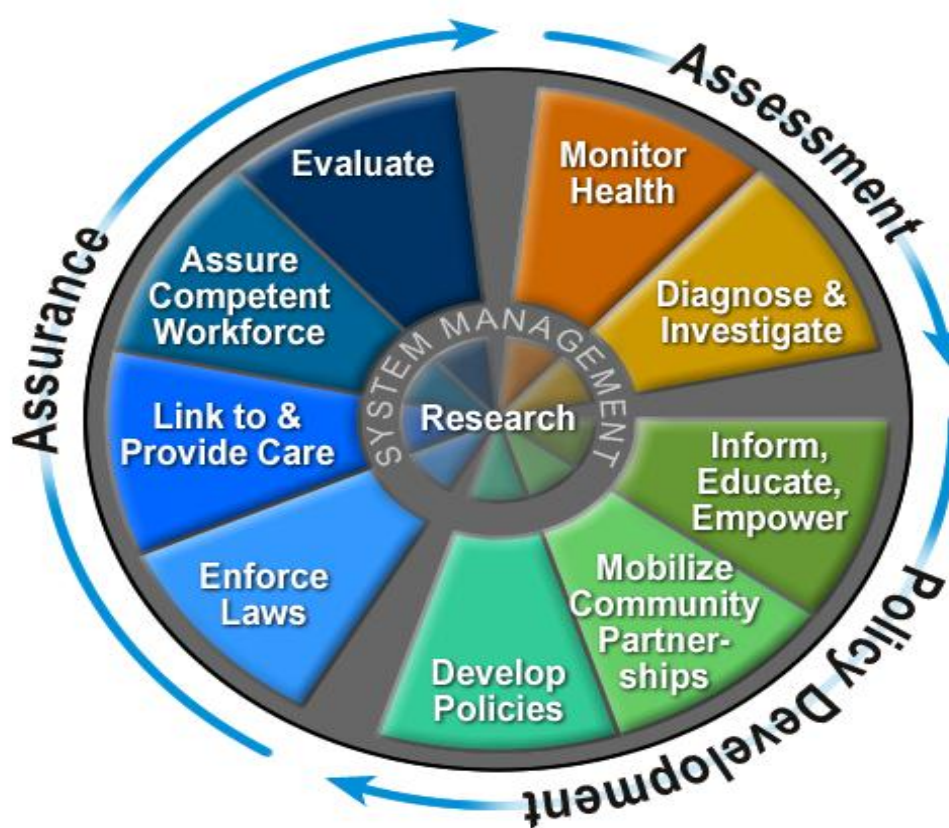 Assessment
Monitor
Health
Diagnose &
Investigate
Policy Development
Inform,
Educate,
Empower
Mobilize
Community
Partner-
ships
Develop
Policies
Assurance
Enforce
Laws
Link to &
Provide Care
Assure
Competent
Workforce
Evaluate
SYSTEM MANAGEMENT
Research